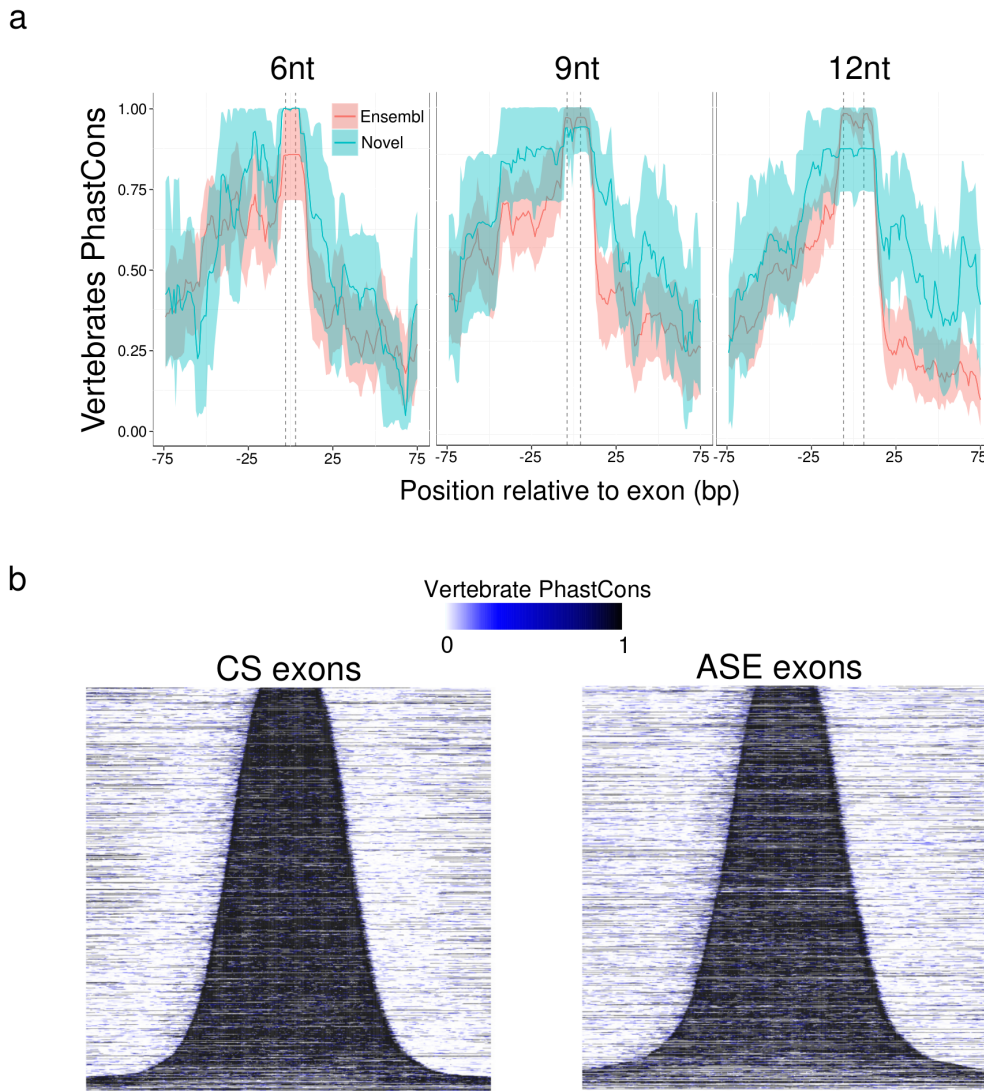 a
6nt
9nt
12nt
Vertebrates PhastCons
1.00
0.75
0.50
0.25
0.00
Ensembl
Novel
-75 -25 25 75
-75 -25 25 75
-75 -25 25 75
Position relative to exon (bp)
b
Vertebrate PhastCons
0 1
CS exons
ASE exons